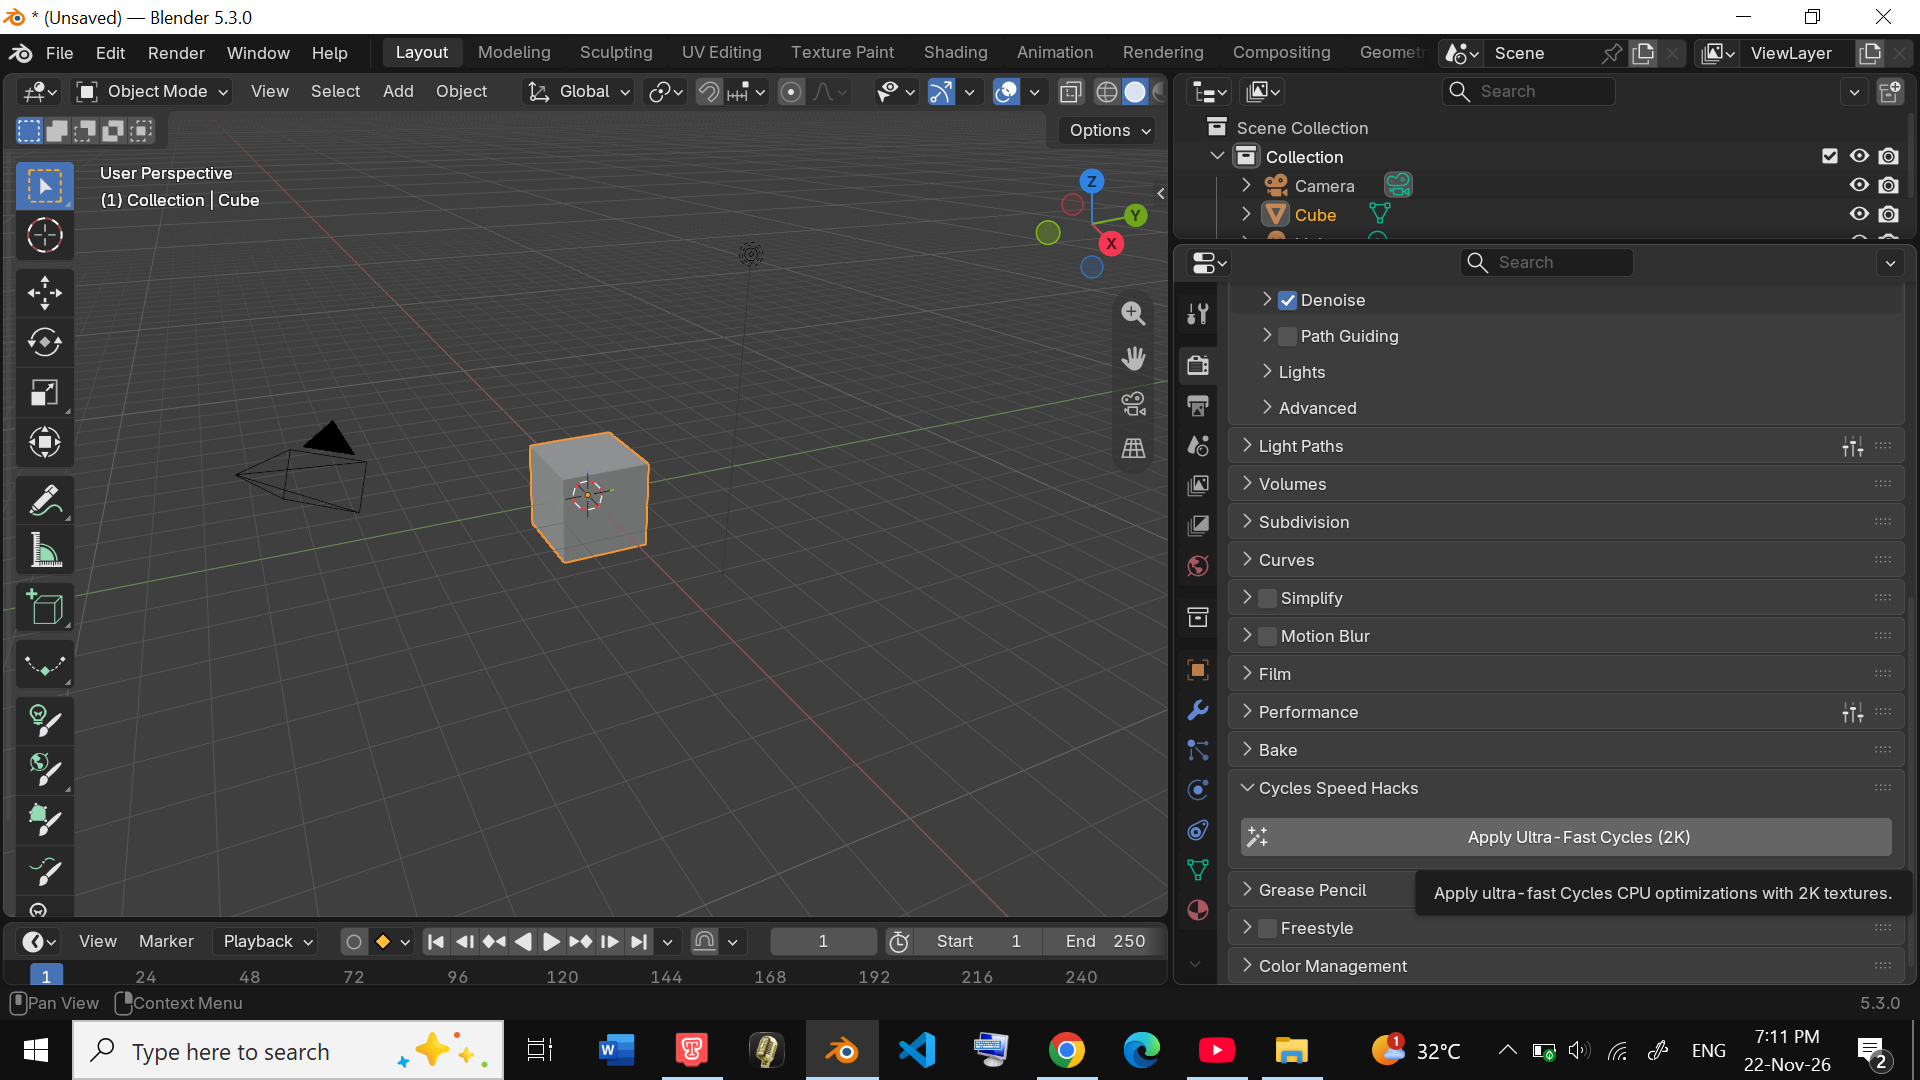 * (Unsaved) — Blender 5.3.0
File Edit Render Window Help
Layout Modeling Sculpting UV Editing Texture Paint Shading Animation Rendering Compositing Geometr
Scene
ViewLayer
Object Mode View Select Add Object
Global
Options
User Perspective
(1) Collection | Cube
Z
Y
X
Search
Scene Collection
Collection
Camera
Cube
Search
Denoise
Path Guiding
Lights
Advanced
Light Paths
Volumes
Subdivision
Curves
Simplify
Motion Blur
Film
Performance
Bake
Cycles Speed Hacks
Apply Ultra-Fast Cycles (2K)
Grease Pencil
Apply ultra-fast Cycles CPU optimizations with 2K textures.
Freestyle
Color Management
View Marker Playback
1
Start 1
End 250
1 24 48 72 96 120 144 168 192 216 240
Pan View Context Menu
5.3.0
Type here to search
W
1
32°C
ENG
7:11 PM
22-Nov-26
2